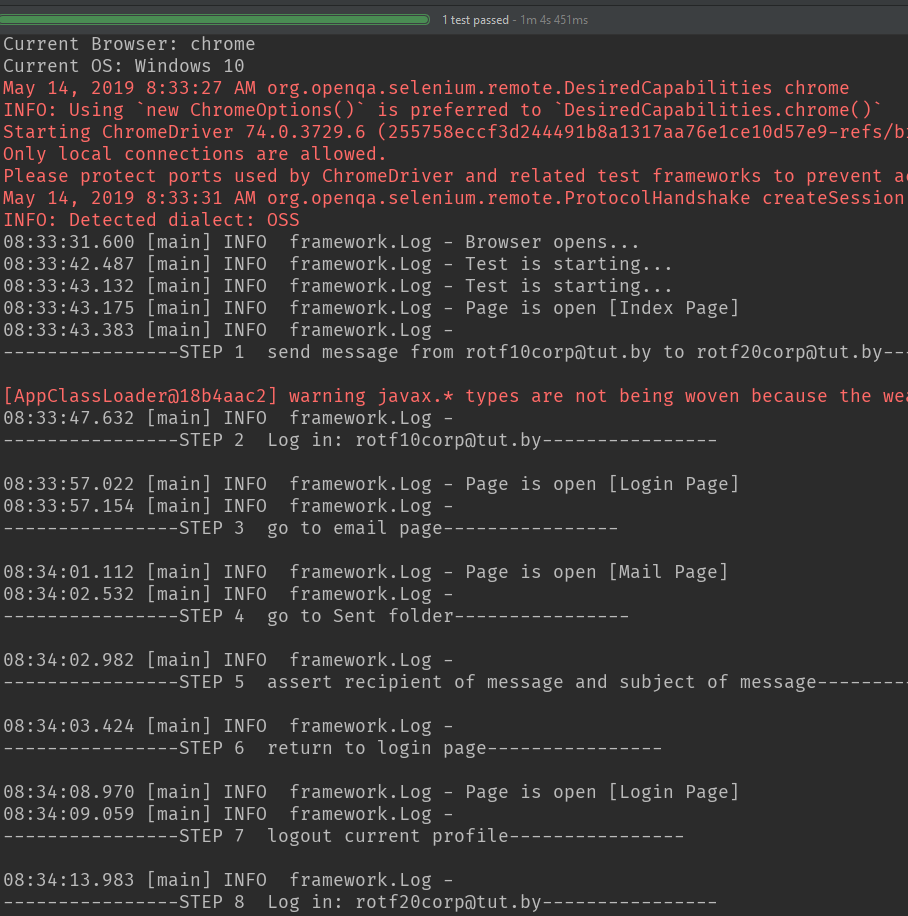 1 test passed - 1m 4s 451ms
Current Browser: chrome
Current OS: Windows 10
May 14, 2019 8:33:27 AM org.openqa.selenium.remote.DesiredCapabilities chrome
INFO: Using `new ChromeOptions()` is preferred to `DesiredCapabilities.chrome()`
Starting ChromeDriver 74.0.3729.6 (255758eccf3d244491b8a1317aa76e1ce10d57e9-refs/b
Only local connections are allowed.
Please protect ports used by ChromeDriver and related test frameworks to prevent a
May 14, 2019 8:33:31 AM org.openqa.selenium.remote.ProtocolHandshake createSession
INFO: Detected dialect: OSS
08:33:31.600 [main] INFO  framework.Log - Browser opens...
08:33:42.487 [main] INFO  framework.Log - Test is starting...
08:33:43.132 [main] INFO  framework.Log - Test is starting...
08:33:43.175 [main] INFO  framework.Log - Page is open [Index Page]
08:33:43.383 [main] INFO  framework.Log -
----------------STEP 1  send message from rotf10corp@tut.by to rotf20corp@tut.by--
[AppClassLoader@18b4aac2] warning javax.* types are not being woven because the wea
08:33:47.632 [main] INFO  framework.Log -
----------------STEP 2  Log in: rotf10corp@tut.by----------------
08:33:57.022 [main] INFO  framework.Log - Page is open [Login Page]
08:33:57.154 [main] INFO  framework.Log -
----------------STEP 3  go to email page----------------
08:34:01.112 [main] INFO  framework.Log - Page is open [Mail Page]
08:34:02.532 [main] INFO  framework.Log -
----------------STEP 4  go to Sent folder----------------
08:34:02.982 [main] INFO  framework.Log -
----------------STEP 5  assert recipient of message and subject of message--------
08:34:03.424 [main] INFO  framework.Log -
----------------STEP 6  return to login page----------------
08:34:08.970 [main] INFO  framework.Log - Page is open [Login Page]
08:34:09.059 [main] INFO  framework.Log -
----------------STEP 7  logout current profile----------------
08:34:13.983 [main] INFO  framework.Log -
----------------STEP 8  Log in: rotf20corp@tut.by----------------